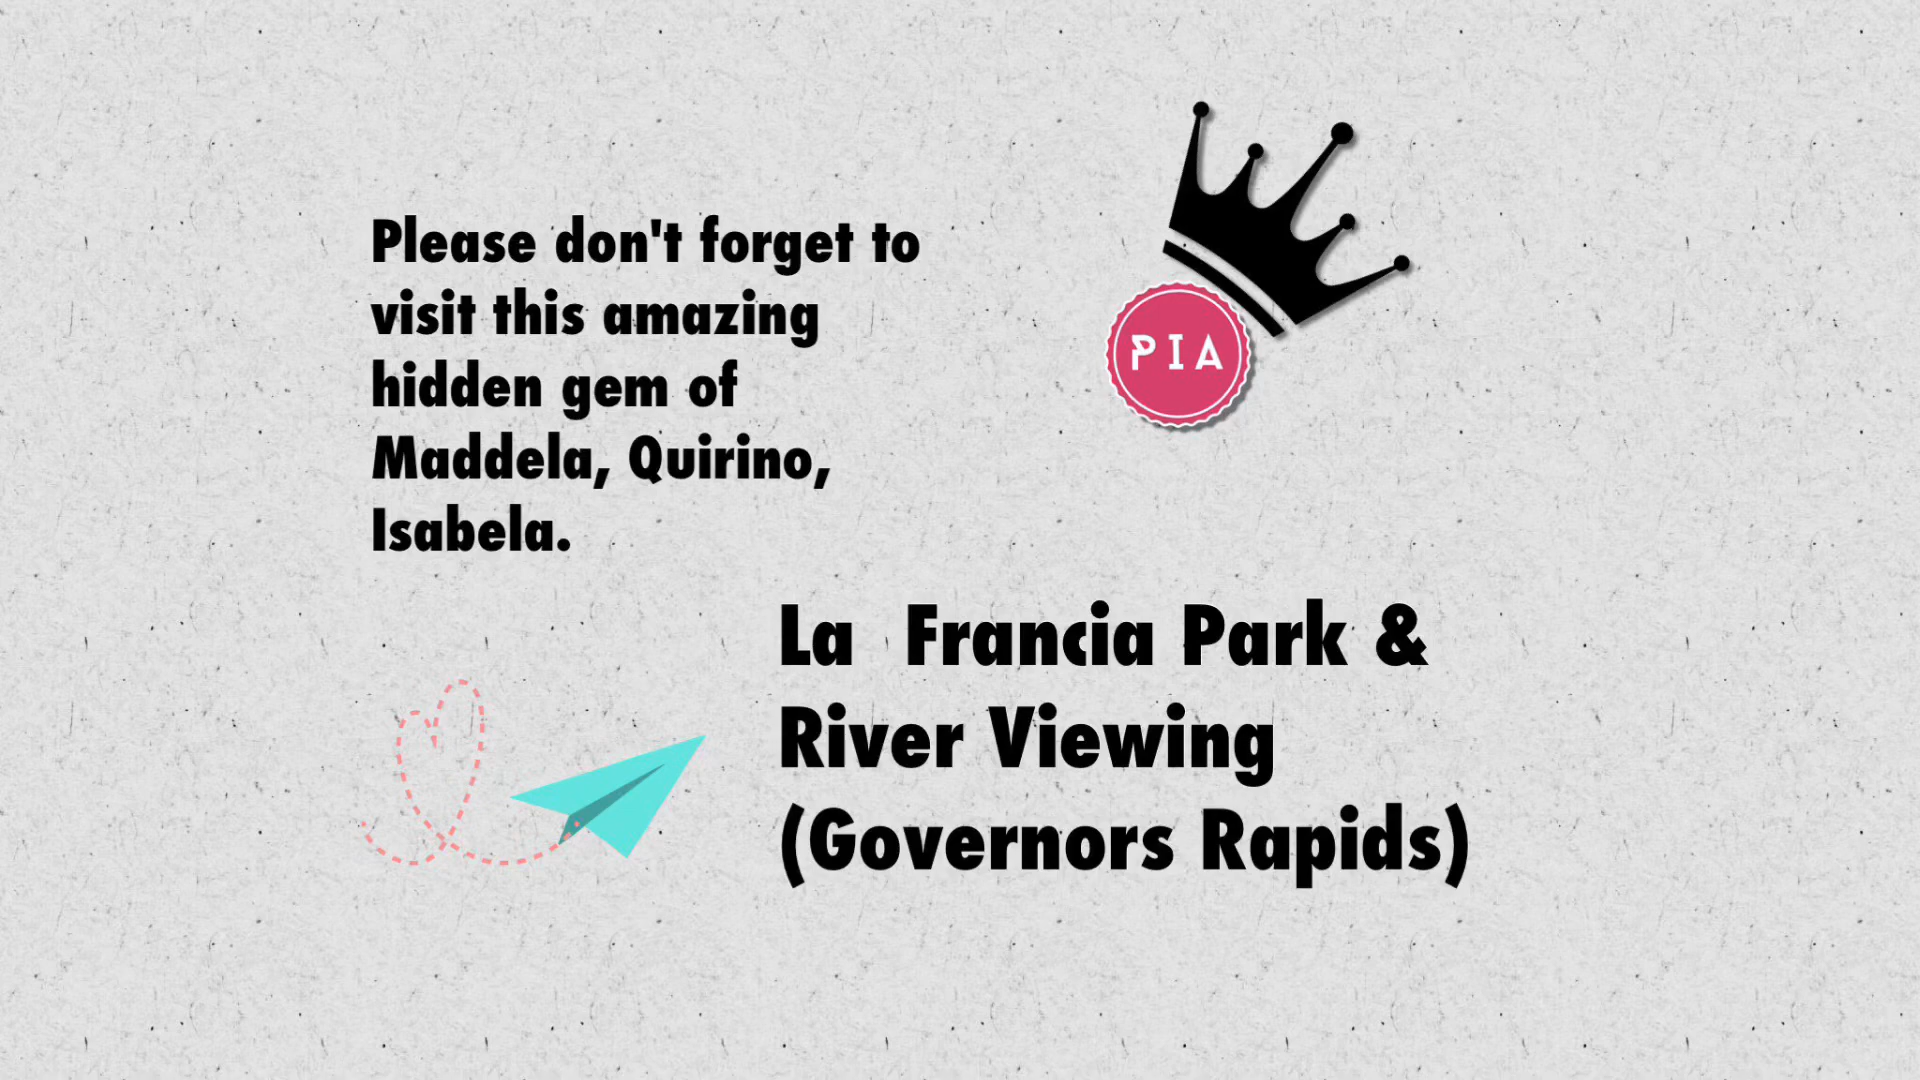 Please don't forget to
visit this amazing
hidden gem of
Maddela, Quirino,
Isabela.
PIA
La Francia Park &
River Viewing
(Governors Rapids)